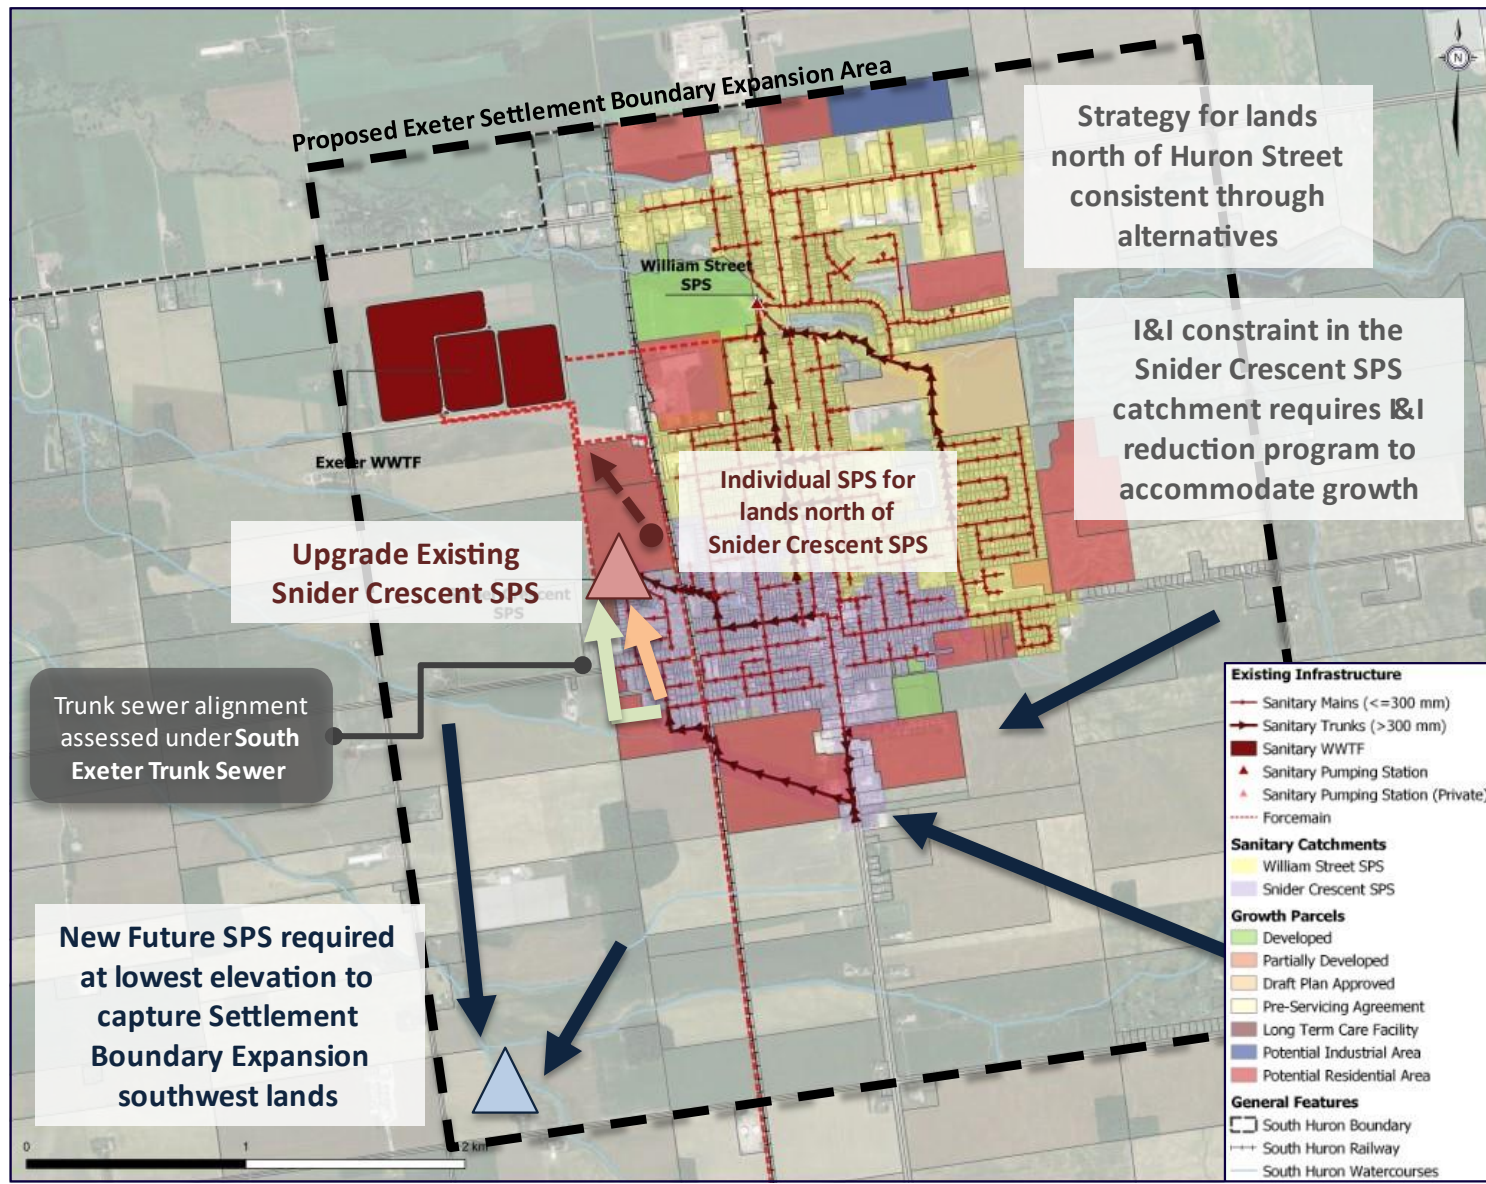 Proposed Exeter Settlement Boundary Expansion Area
N
Strategy for lands
north of Huron Street
consistent through
alternatives
William Street
SPS
I&I constraint in the
Snider Crescent SPS
catchment requires I&I
reduction program to
accommodate growth
Exeter WWTF
Individual SPS for
lands north of
Snider Crescent SPS
Upgrade Existing
Snider Crescent SPS
SPS
Trunk sewer alignment
assessed under South
Exeter Trunk Sewer
New Future SPS required
at lowest elevation to
capture Settlement
Boundary Expansion
southwest lands
0 1 2 km
Existing Infrastructure
Sanitary Mains (<=300 mm)
Sanitary Trunks (>300 mm)
Sanitary WWTF
Sanitary Pumping Station
Sanitary Pumping Station (Private)
Forcemain
Sanitary Catchments
William Street SPS
Snider Crescent SPS
Growth Parcels
Developed
Partially Developed
Draft Plan Approved
Pre-Servicing Agreement
Long Term Care Facility
Potential Industrial Area
Potential Residential Area
General Features
South Huron Boundary
South Huron Railway
South Huron Watercourses